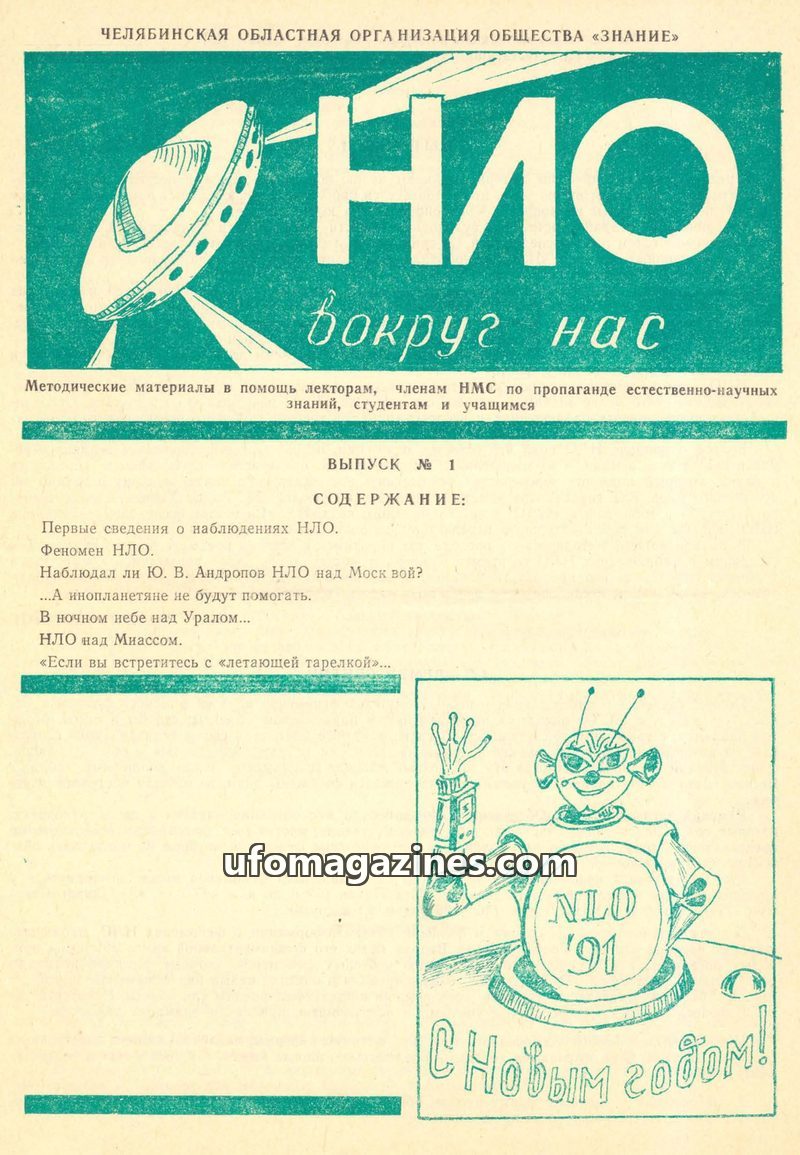 ЧЕЛЯБИНСКАЯ ОБЛАСТНАЯ ОРГАНИЗАЦИЯ ОБЩЕСТВА «ЗНАНИЕ»
НЛО
вокруг нас
Методические материалы в помощь лекторам, членам НМС по пропаганде естественно-научных
знаний, студентам и учащимся
ВЫПУСК № 1
СОДЕРЖАНИЕ:
Первые сведения о наблюдениях НЛО.
Феномен НЛО.
Наблюдал ли Ю. В. Андропов НЛО над Москвой?
...А инопланетяне не будут помогать.
В ночном небе над Уралом...
НЛО над Миассом.
«Если вы встретитесь с «летающей тарелкой»...
ufomagazines.com
NLO
'91
С Новым годом!